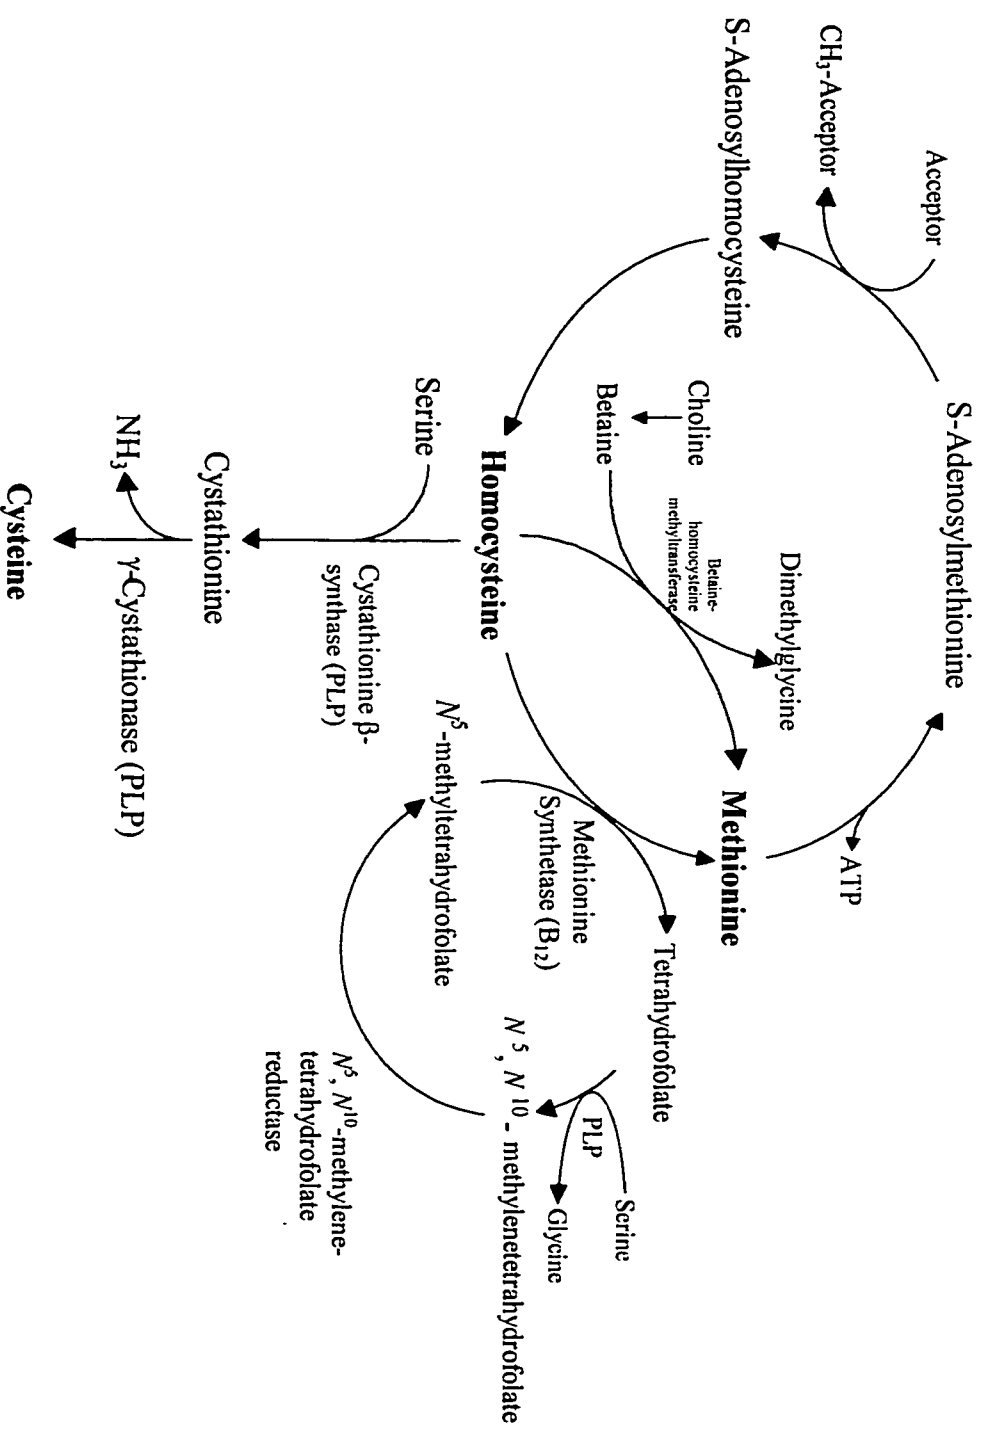 S-Adenosylmethionine
Acceptor
CH₃-Acceptor
ATP
S-Adenosylhomocysteine
Dimethylglycine
Methionine
Choline
Betaine
Betaine-
homocysteine
methyltransferase
Tetrahydrofolate
Serine
PLP
Glycine
Methionine
Synthetase (B₁₂)
Homocysteine
N⁵, N¹⁰- methylenetetrahydrofolate
N⁵-methyltetrahydrofolate
Serine
Cystathionine β-
synthase (PLP)
N⁵, N¹⁰-methylene-
tetrahydrofolate
reductase
Cystathionine
NH₃
γ-Cystathionase (PLP)
Cysteine